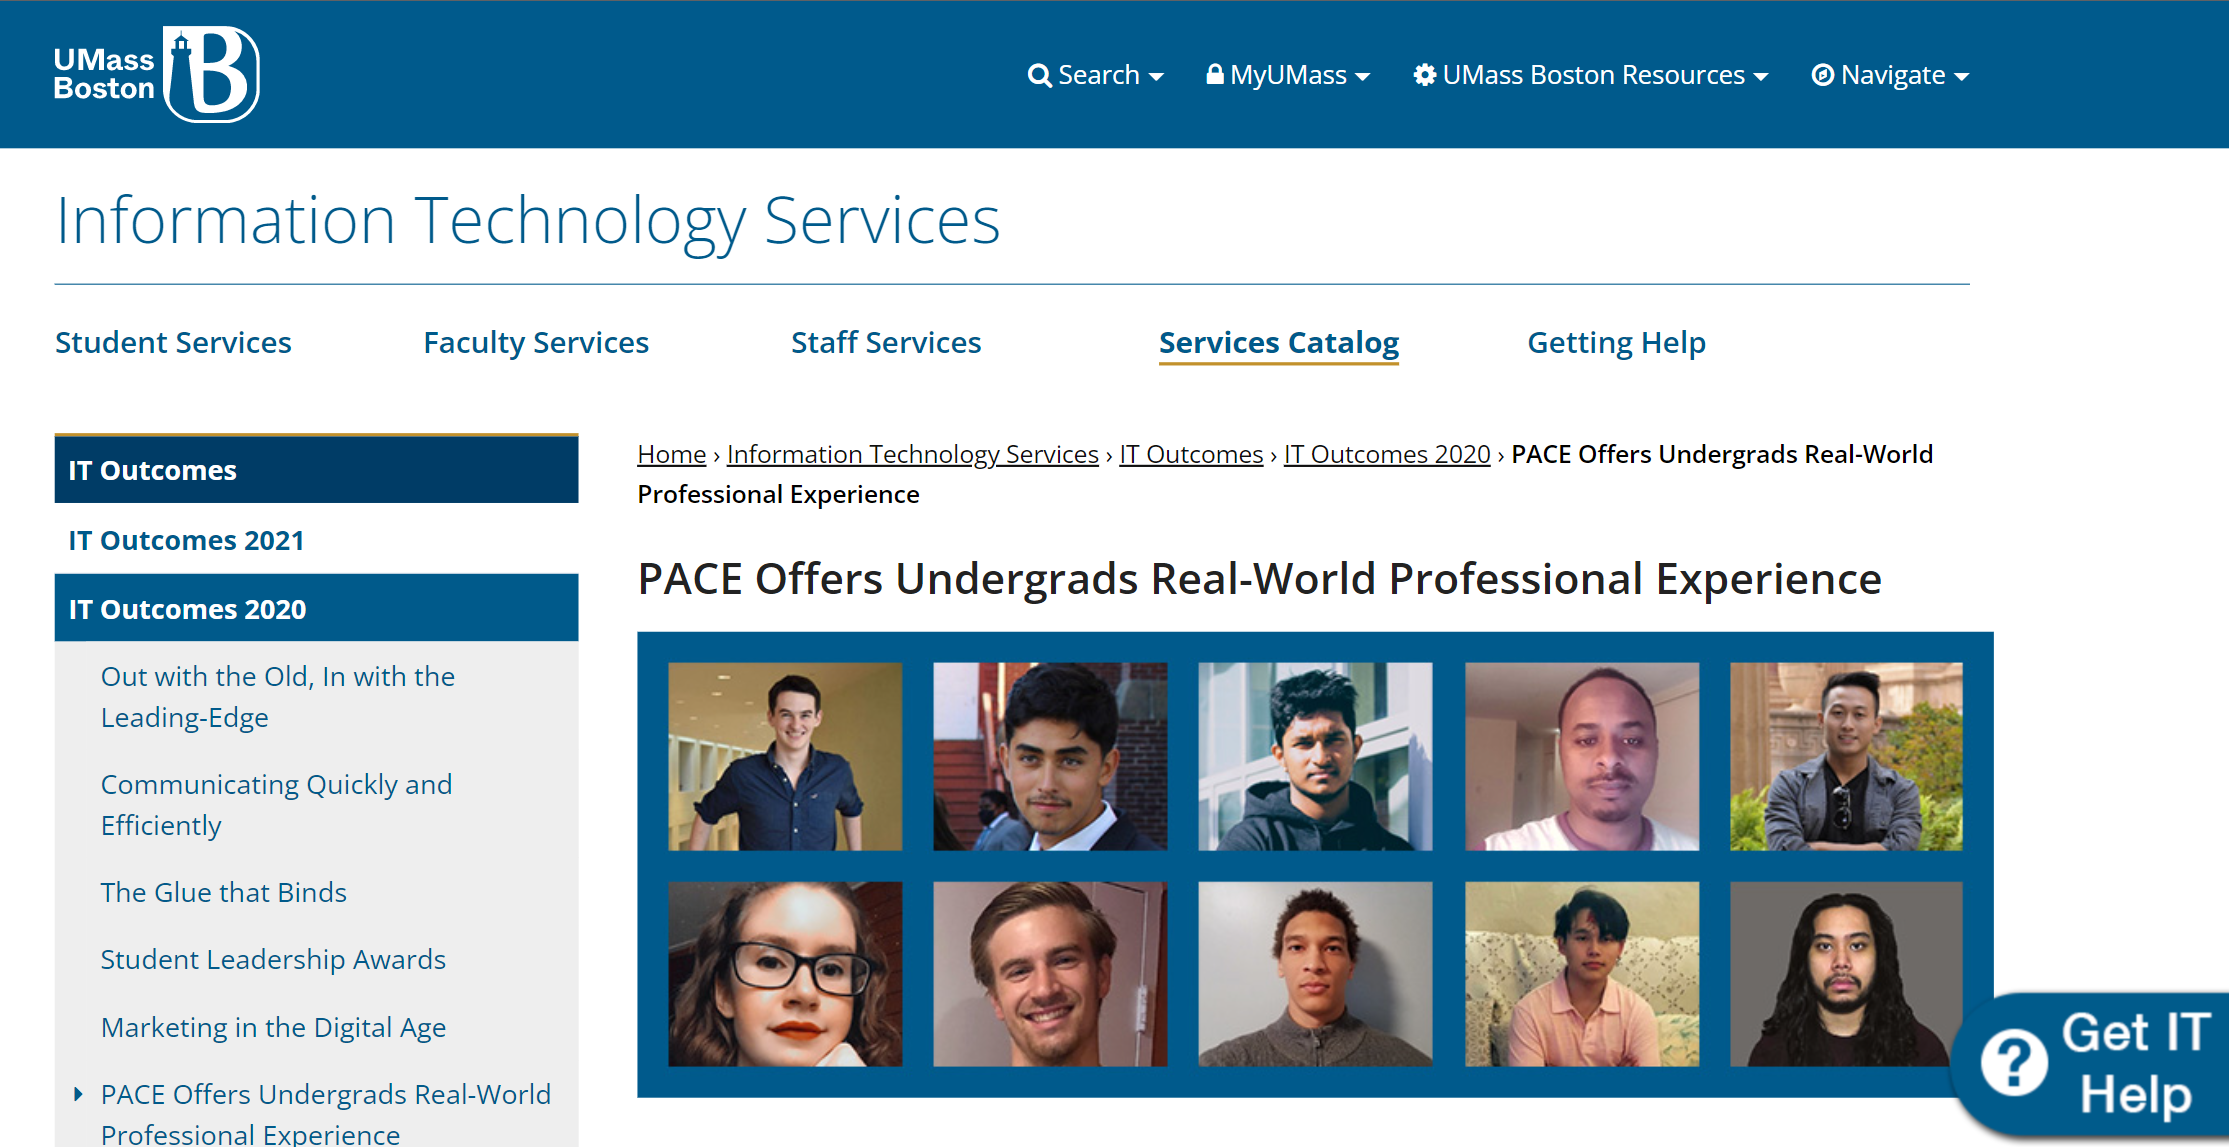 UMass
Boston
B
Search
MyUMass
UMass Boston Resources
Navigate
Information Technology Services
Student Services
Faculty Services
Staff Services
Services Catalog
Getting Help
IT Outcomes
IT Outcomes 2021
IT Outcomes 2020
Out with the Old, In with the
Leading-Edge
Communicating Quickly and
Efficiently
The Glue that Binds
Student Leadership Awards
Marketing in the Digital Age
PACE Offers Undergrads Real-World
Professional Experience
Home › Information Technology Services › IT Outcomes › IT Outcomes 2020 › PACE Offers Undergrads Real-World
Professional Experience
PACE Offers Undergrads Real-World Professional Experience
? Get IT
Help